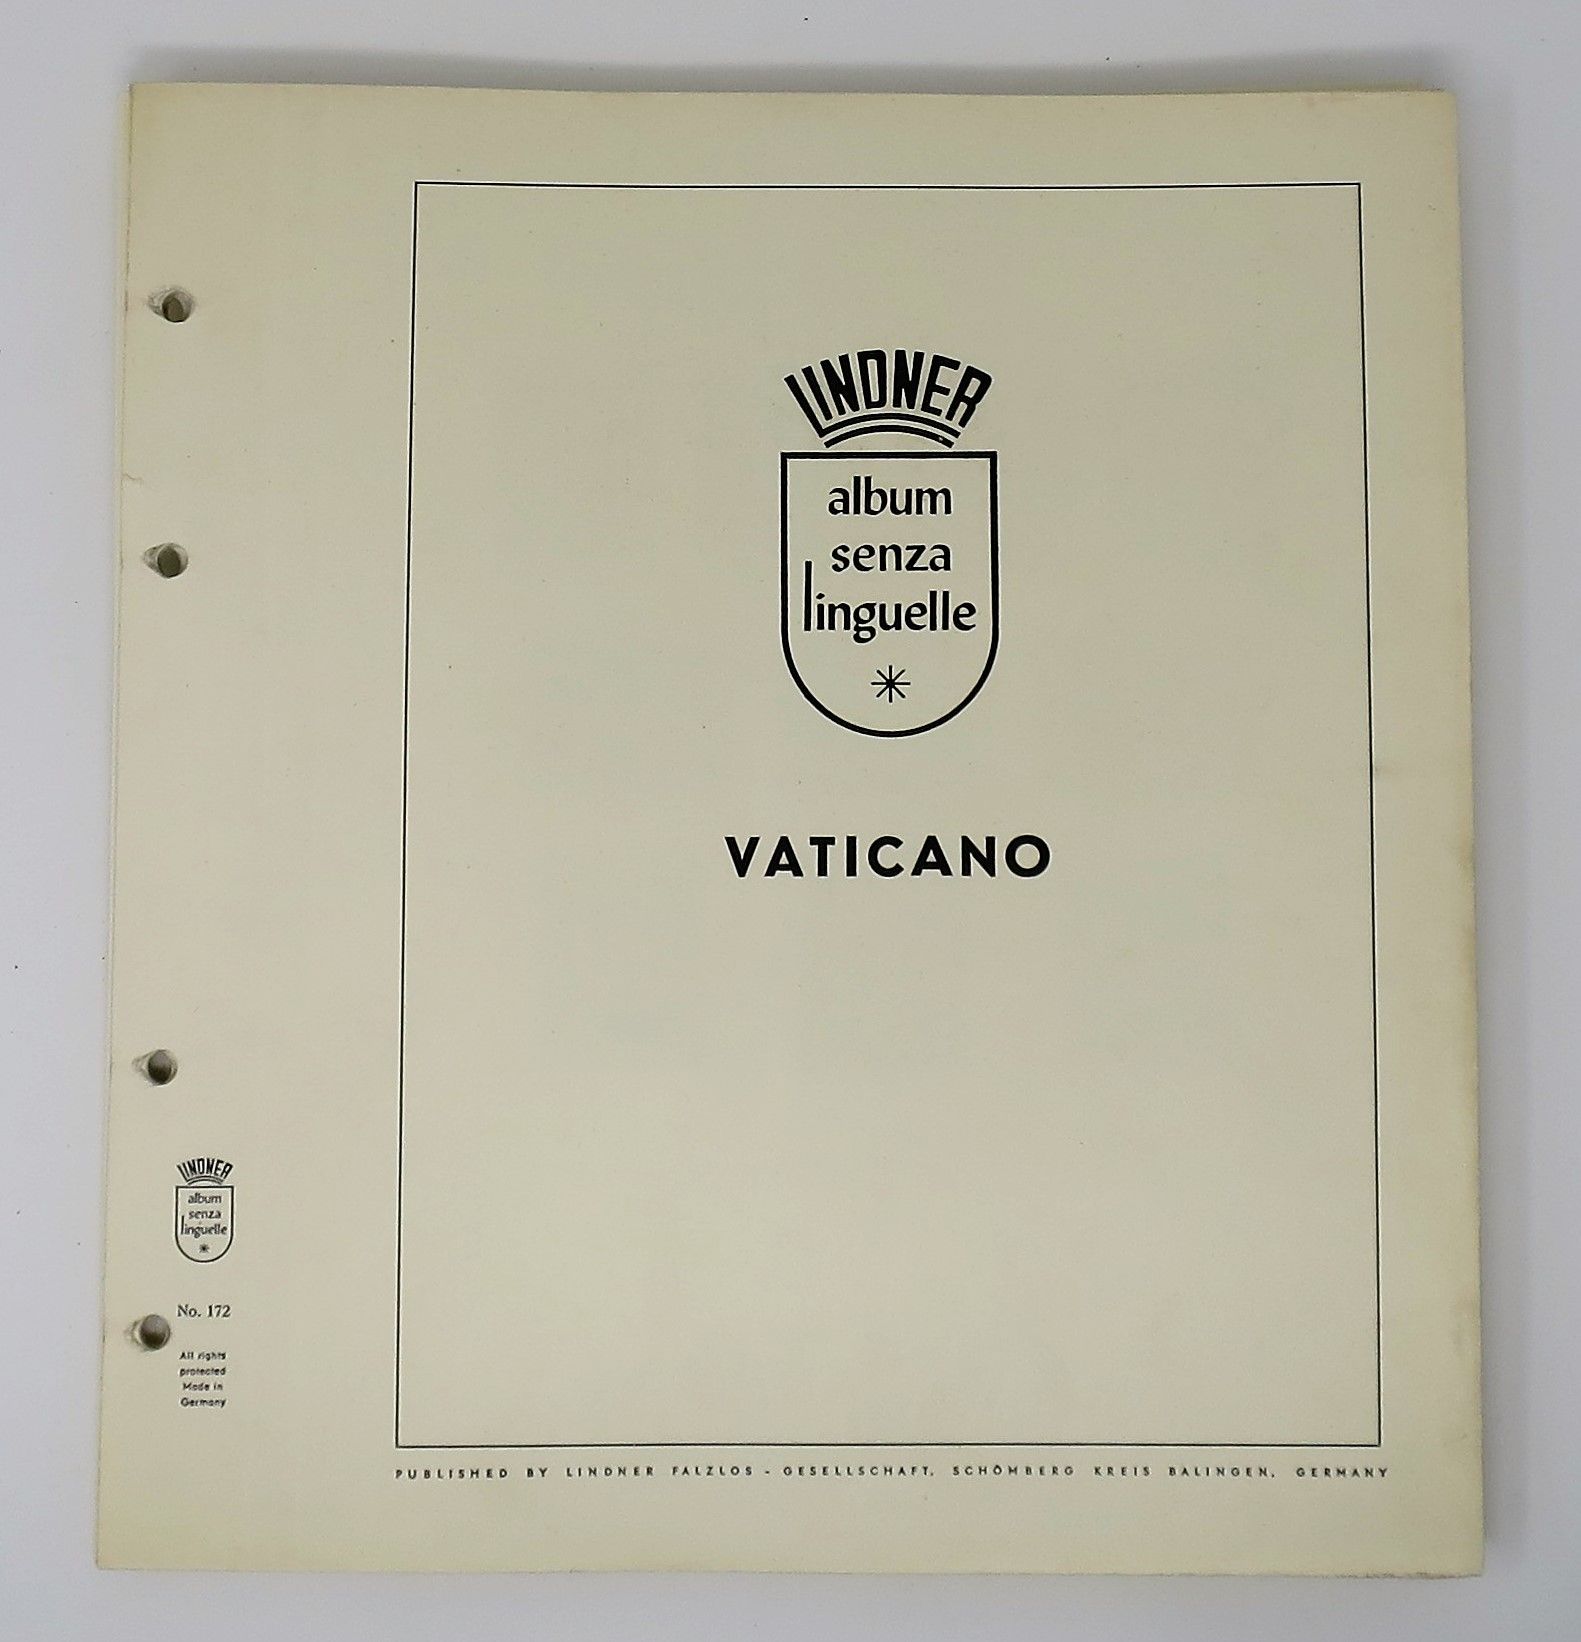 LINDNER
album
senza
linguelle
VATICANO
LINDNER
album
senza
linguelle
No. 172
All rights
protected
Made in
Germany
PUBLISHED BY LINDNER FALZLOS - GESELLSCHAFT, SCHÖMBERG KREIS BALINGEN, GERMANY